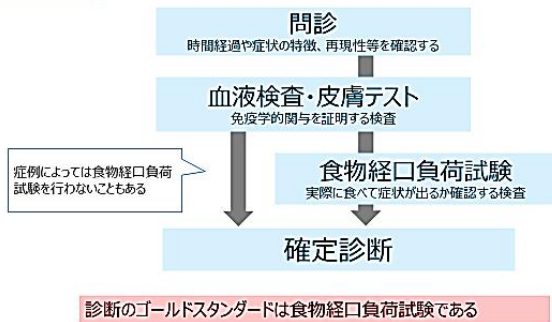 問診
時間経過や症状の特徴、再現性等を確認する
血液検査・皮膚テスト
免疫学的関与を証明する検査
症例によっては食物経口負荷
試験を行わないこともある
食物経口負荷試験
実際に食べて症状が出るか確認する検査
確定診断
診断のゴールドスタンダードは食物経口負荷試験である